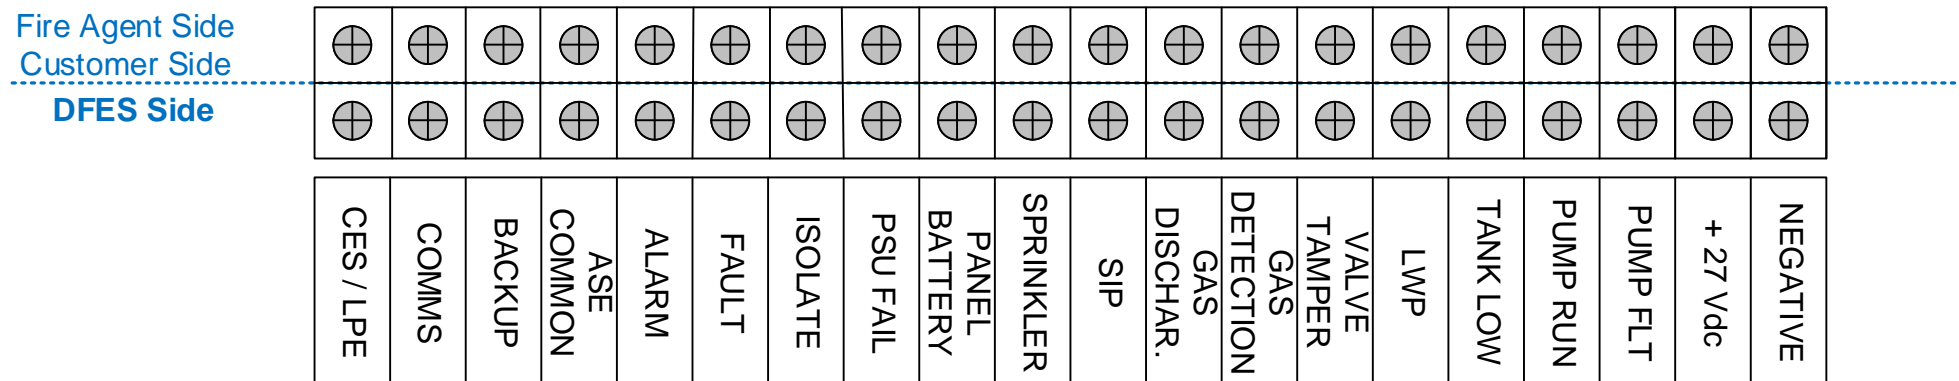 Fire Agent Side
Customer Side
DFES Side
CES / LPE
COMMS
BACKUP
ASE
COMMON
ALARM
FAULT
ISOLATE
PSU FAIL
PANEL
BATTERY
SPRINKLER
SIP
GAS
DISCHAR.
GAS
DETECTION
VALVE
TAMPER
LWP
TANK LOW
PUMP RUN
PUMP FLT
+ 27 Vdc
NEGATIVE